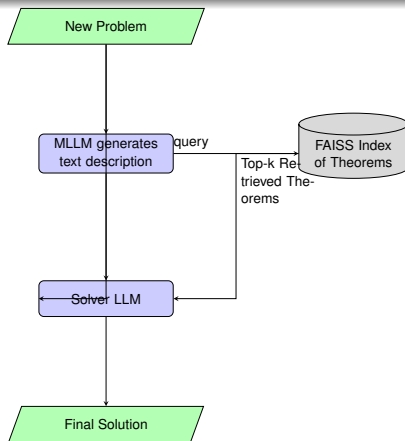 New Problem
MLLM generates
text description
query
FAISS Index
of Theorems
Top-k Re-
trieved The-
orems
Solver LLM
Final Solution